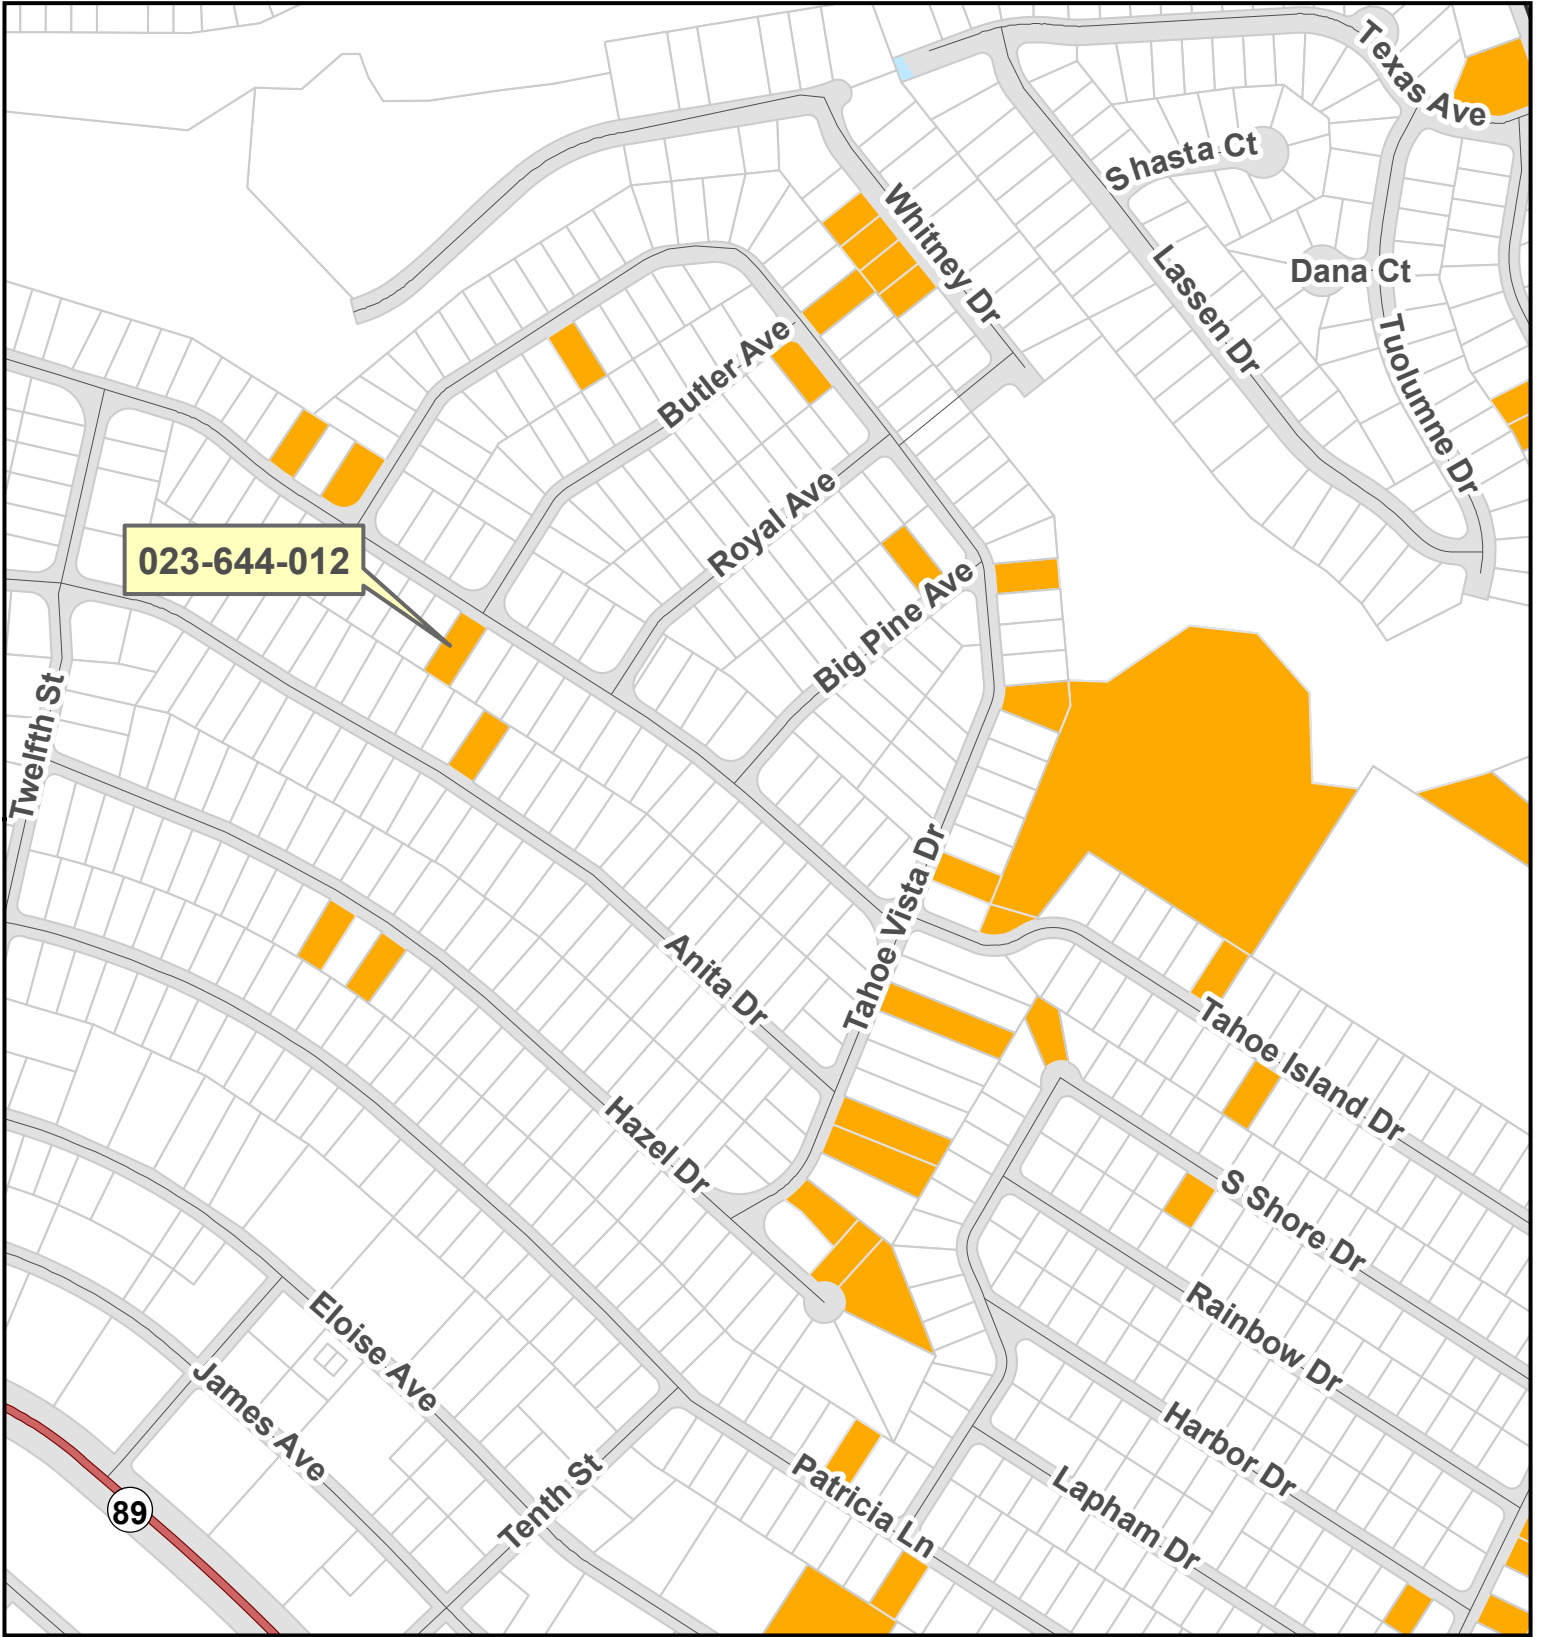 Texas Ave
Shasta Ct
Whitney Dr
Lassen Dr
Dana Ct
Tuolumne Dr
Butler Ave
Royal Ave
023-644-012
Big Pine Ave
Twelfth St
Tahoe Vista Dr
Anita Dr
Tahoe Island Dr
Hazel Dr
S Shore Dr
Rainbow Dr
Eloise Ave
James Ave
Harbor Dr
Tenth St
Patricia Ln
Lapham Dr
89